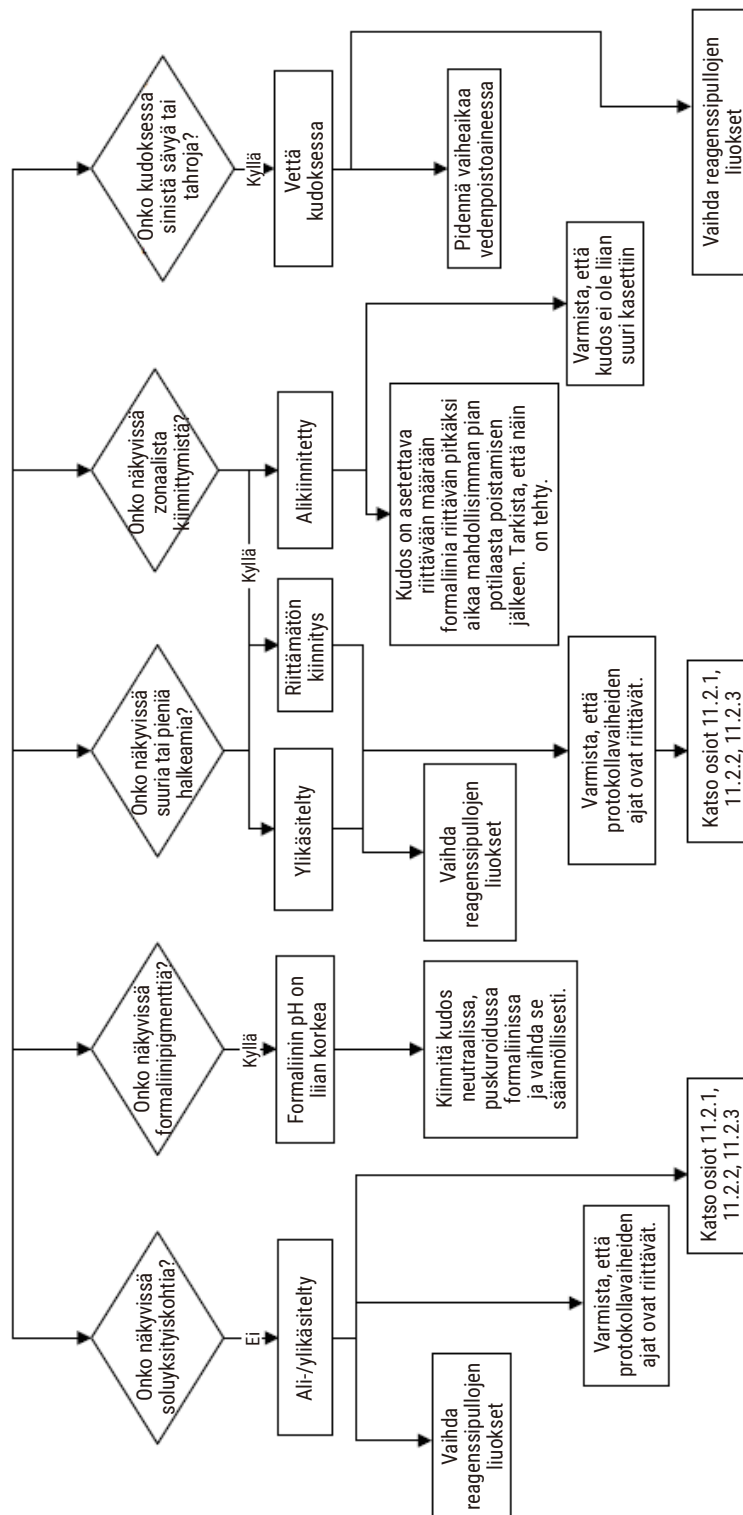 Onko näkyvissä
soluyksityiskohtia?
Ei
Ali-/ylikäsitelty
Vaihda
reagenssipullojen
liuokset
Varmista, että
protokollavaiheiden
ajat ovat riittävät.
Katso osiot 11.2.1,
11.2.2, 11.2.3
Onko näkyvissä
formaliinipigmenttiä?
Kyllä
Formaliinin pH on
liian korkea
Kiinnitä kudos
neutraalissa,
puskuroidussa
formaliinissa
ja vaihda se
säännöllisesti.
Onko näkyvissä
suuria tai pieniä
halkeamia?
Onko näkyvissä
zonaalista
kiinnittymistä?
Kyllä
Ylikäsitelty
Riittämätön
kiinnitys
Alikiinnitetty
Vaihda
reagenssipullojen
liuokset
Varmista, että
protokollavaiheiden
ajat ovat riittävät.
Katso osiot 11.2.1,
11.2.2, 11.2.3
Kudos on asetettava
riittävään määrään
formaliinia riittävän pitkäksi
aikaa mahdollisimman pian
potilaasta poistamisen
jälkeen. Tarkista, että näin
on tehty.
Varmista, että
kudos ei ole liian
suuri kasettiin
Onko kudoksessa
sinistä sävyä tai
tahroja?
Kyllä
Vettä
kudoksessa
Pidennä vaiheaikaa
vedenpoistoaineessa
Vaihda reagenssipullojen
liuokset